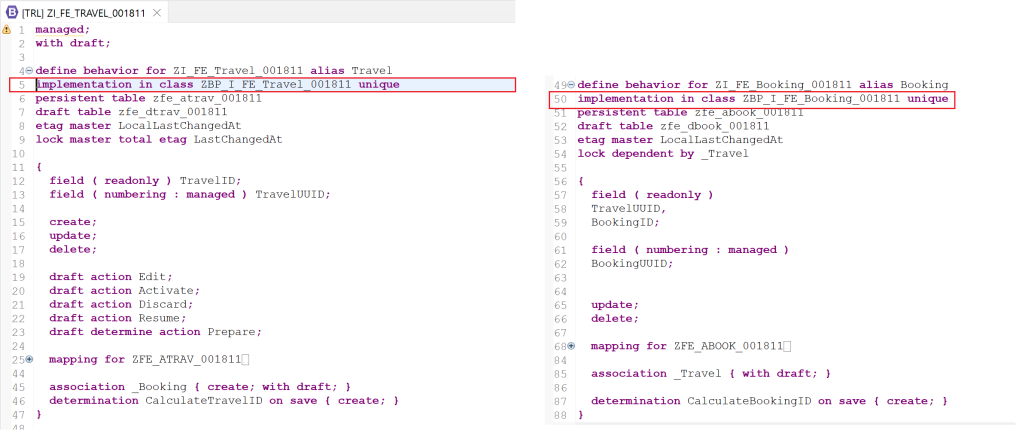 [TRL] ZI_FE_TRAVEL_001811
1 managed;
2 with draft;
3
4 define behavior for ZI_FE_Travel_001811 alias Travel
5 implementation in class ZBP_I_FE_Travel_001811 unique
6 persistent table zfe_atrav_001811
7 draft table zfe_dtrav_001811
8 etag master LocalLastChangedAt
9 lock master total etag LastChangedAt
10
11 {
12 field ( readonly ) TravelID;
13 field ( numbering : managed ) TravelUUID;
14
15 create;
16 update;
17 delete;
18
19 draft action Edit;
20 draft action Activate;
21 draft action Discard;
22 draft action Resume;
23 draft determine action Prepare;
24
25 mapping for ZFE_ATRAV_001811
44
45 association _Booking { create; with draft; }
46 determination CalculateTravelID on save { create; }
47 }
48
49 define behavior for ZI_FE_Booking_001811 alias Booking
50 implementation in class ZBP_I_FE_Booking_001811 unique
51 persistent table zfe_abook_001811
52 draft table zfe_dbook_001811
53 etag master LocalLastChangedAt
54 lock dependent by _Travel
55
56 {
57 field ( readonly )
58 TravelUUID,
59 BookingID;
60
61 field ( numbering : managed )
62 BookingUUID;
63
64
65 update;
66 delete;
67
68 mapping for ZFE_ABOOK_001811
84
85 association _Travel { with draft; }
86
87 determination CalculateBookingID on save { create; }
88 }